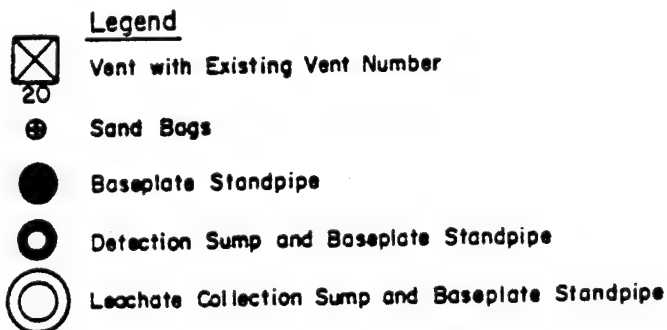 Legend
Vent with Existing Vent Number
20
Sand Bags
Baseplate Standpipe
Detection Sump and Baseplate Standpipe
Leachate Collection Sump and Baseplate Standpipe